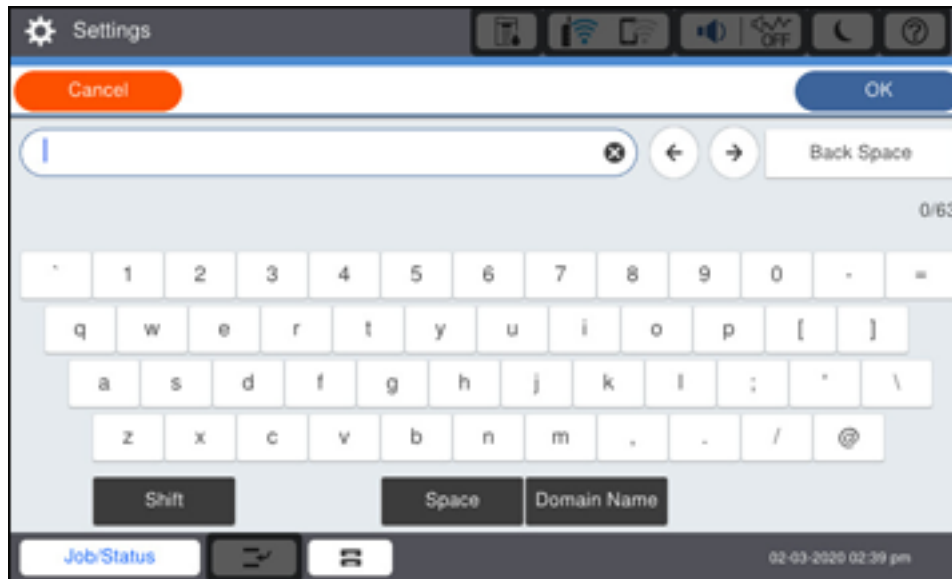 Settings
OFF
Cancel
OK
Back Space
0/63
` 1 2 3 4 5 6 7 8 9 0 - =
q w e r t y u i o p [ ]
a s d f g h j k l ; ' \
z x c v b n m , . / @
Shift
Space
Domain Name
Job/Status
02-03-2020 02:39 pm